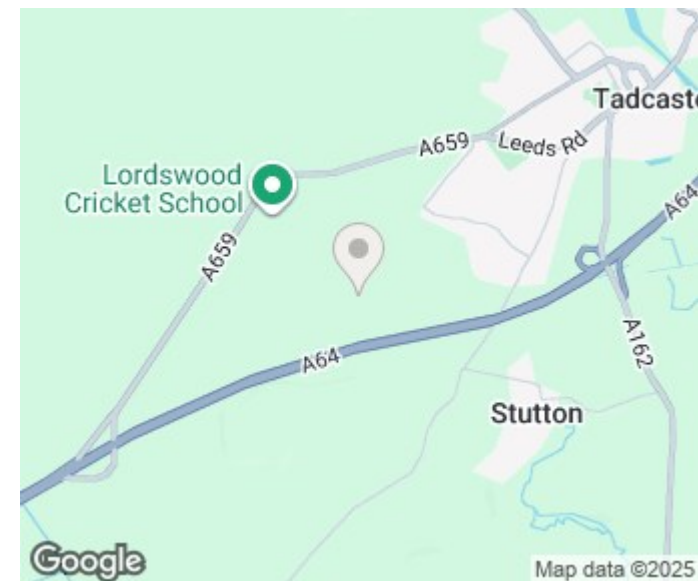 Tadcaste
A659
Leeds Rd
Lordswood
Cricket School
A64
A659
A162
A64
Stutton
Google
Map data ©2025